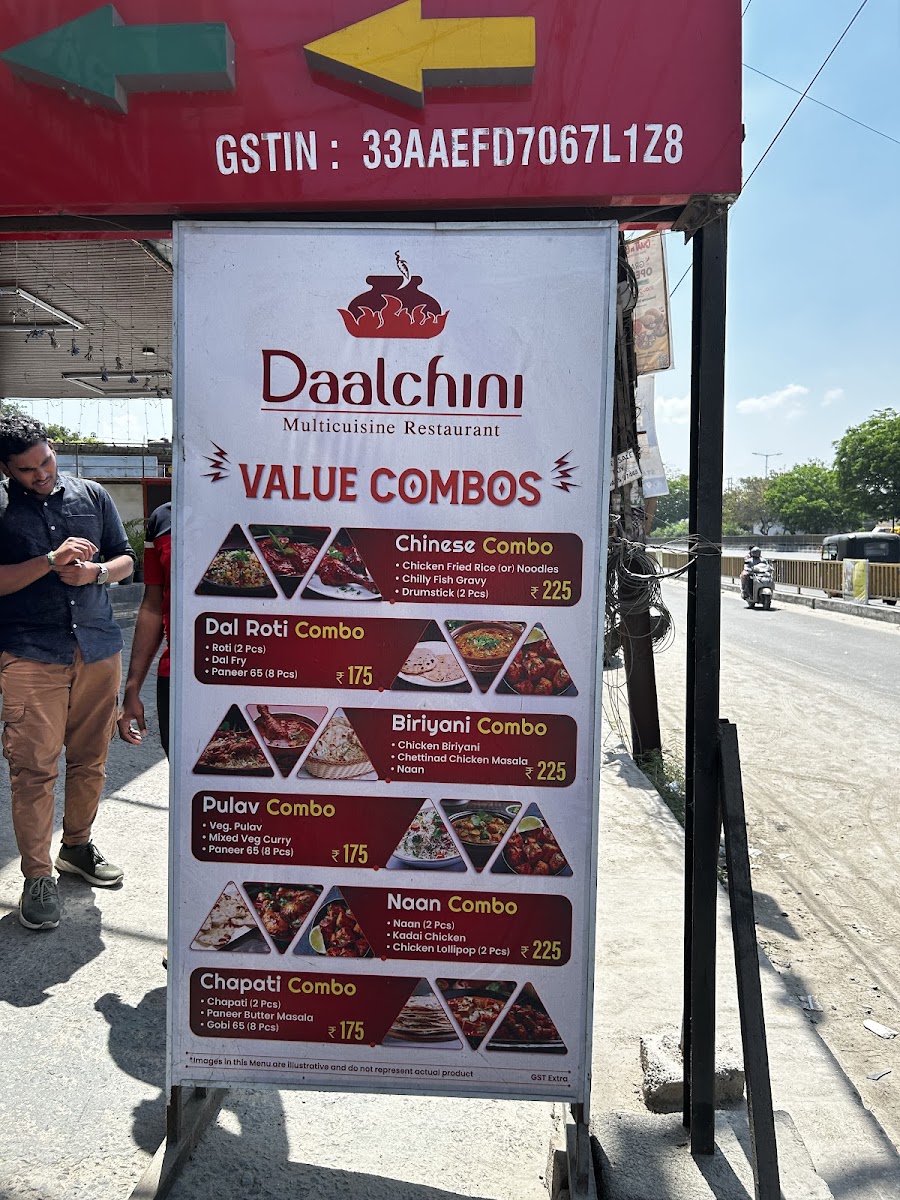 GSTIN : 33AAEFD7067L1Z8
Daalchini
Multicuisine Restaurant
VALUE COMBOS
Chinese Combo
• Chicken Fried Rice (or) Noodles
• Chilly Fish Gravy
• Drumstick (2 Pcs)
₹ 225
Dal Roti Combo
• Roti (2 Pcs)
• Dal Fry
• Paneer 65 (8 Pcs)
₹ 175
Biriyani Combo
• Chicken Biriyani
• Chettinad Chicken Masala
• Naan
₹ 225
Pulav Combo
• Veg. Pulav
• Mixed Veg Curry
• Paneer 65 (8 Pcs)
₹ 175
Naan Combo
• Naan (2 Pcs)
• Kadai Chicken
• Chicken Lollipop (2 Pcs)
₹ 225
Chapati Combo
• Chapati (2 Pcs)
• Paneer Butter Masala
• Gobi 65 (8 Pcs)
₹ 175
*Images in this Menu are illustrative and do not represent actual product
GST Extra